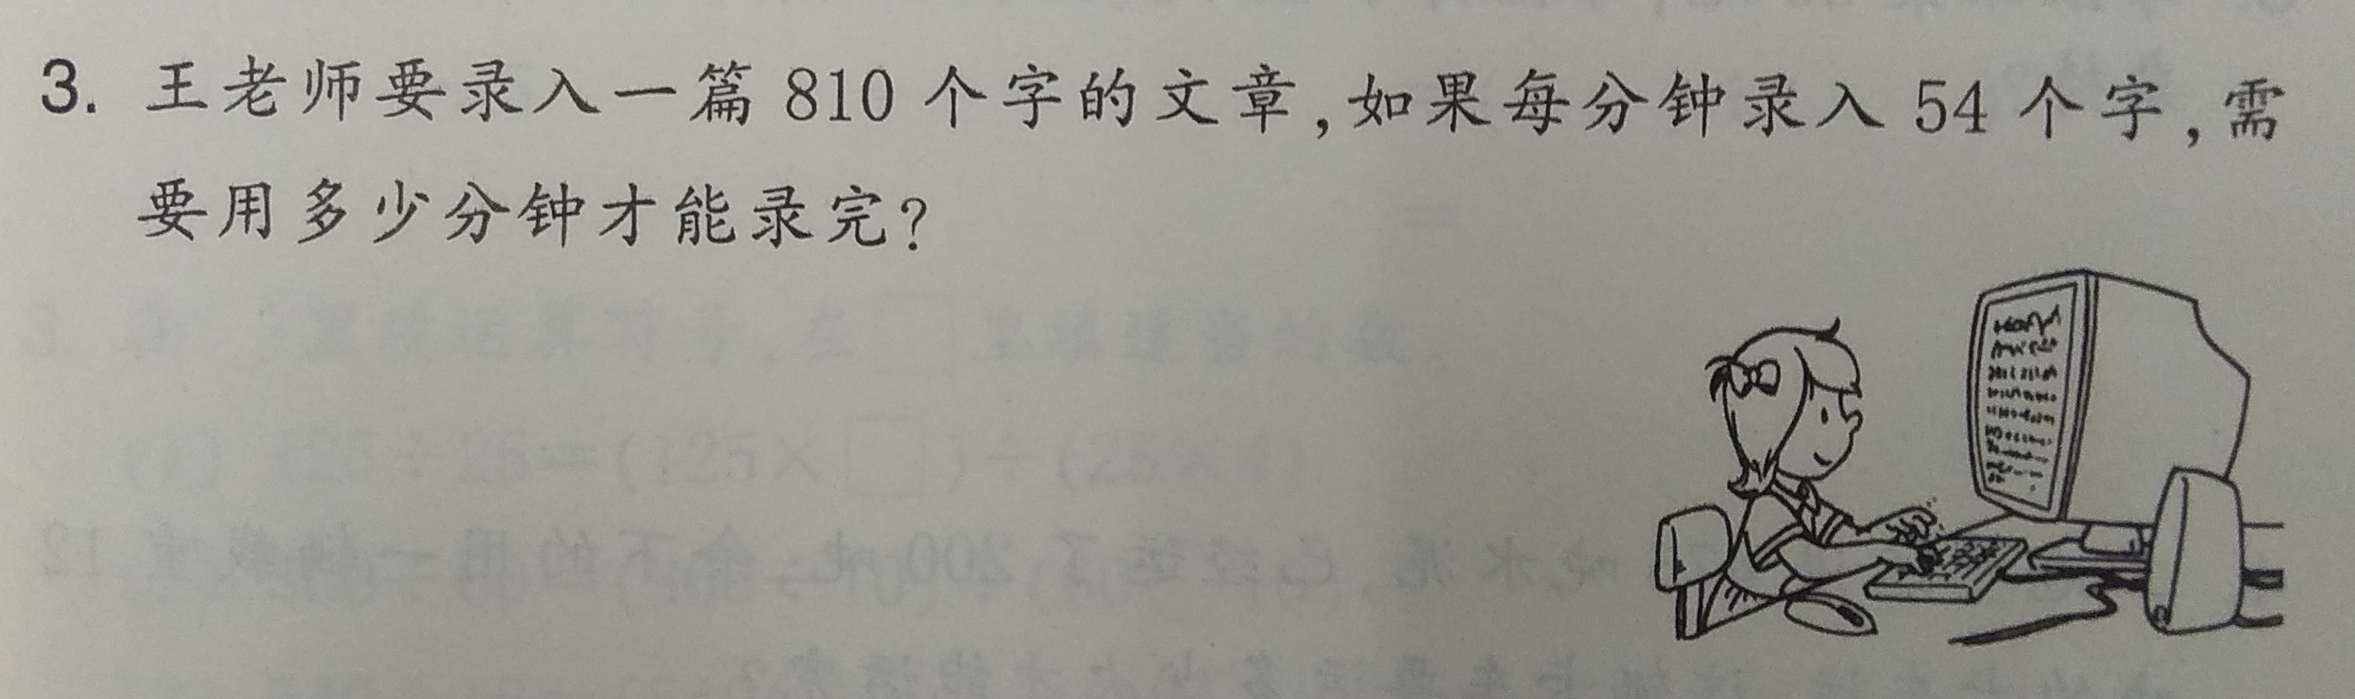 3. 王老师要录入一篇 810 个字的文章,如果每分钟录入 54 个字,需
要用多少分钟才能录完?